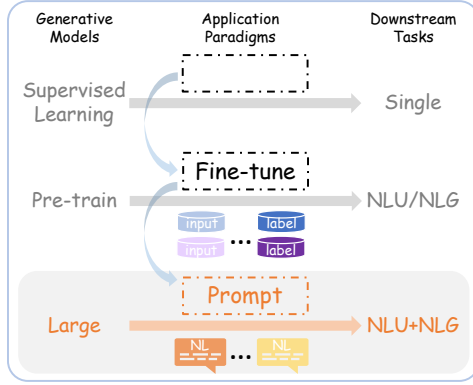 Generative
Models
Application
Paradigms
Downstream
Tasks
Supervised
Learning
Single
Fine-tune
Pre-train
NLU/NLG
input
...
label
input
label
Prompt
Large
NLU+NLG
NL
...
NL